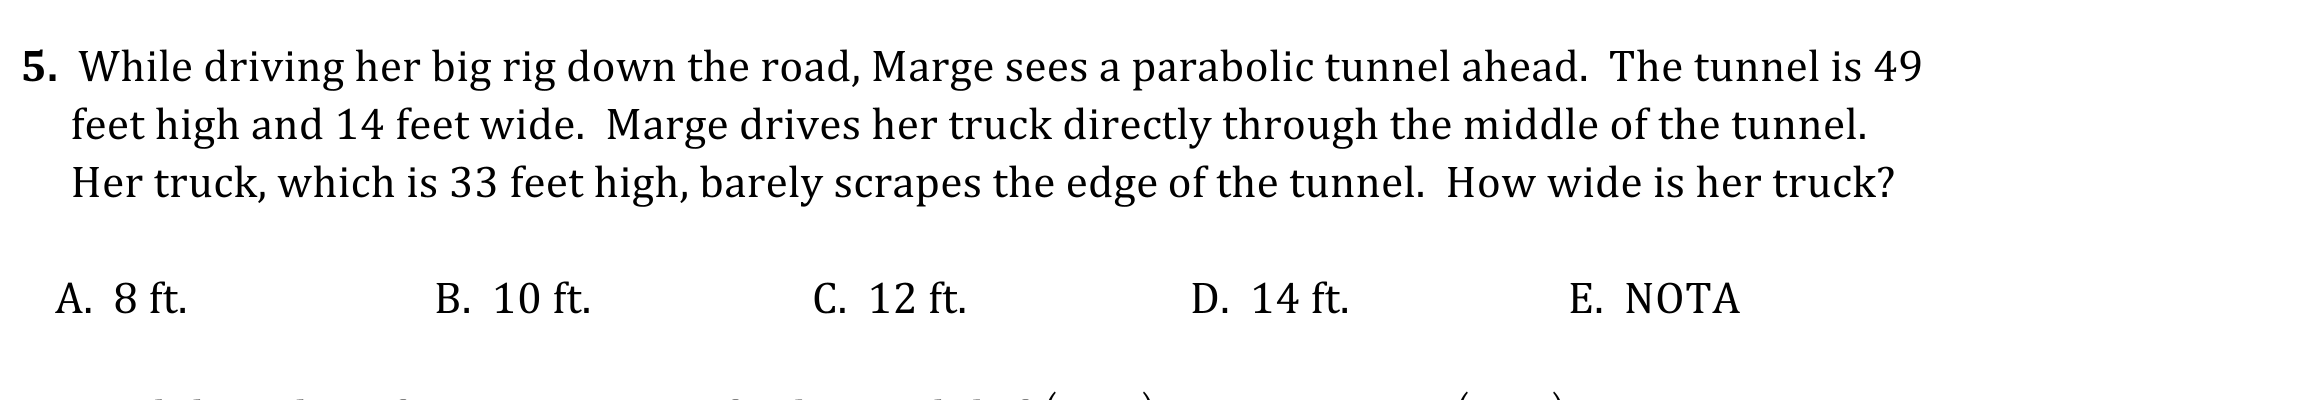 5. While driving her big rig down the road, Marge sees a parabolic tunnel ahead. The tunnel is 49
feet high and 14 feet wide. Marge drives her truck directly through the middle of the tunnel.
Her truck, which is 33 feet high, barely scrapes the edge of the tunnel. How wide is her truck?
A. 8 ft. B. 10 ft. C. 12 ft. D. 14 ft. E. NOTA